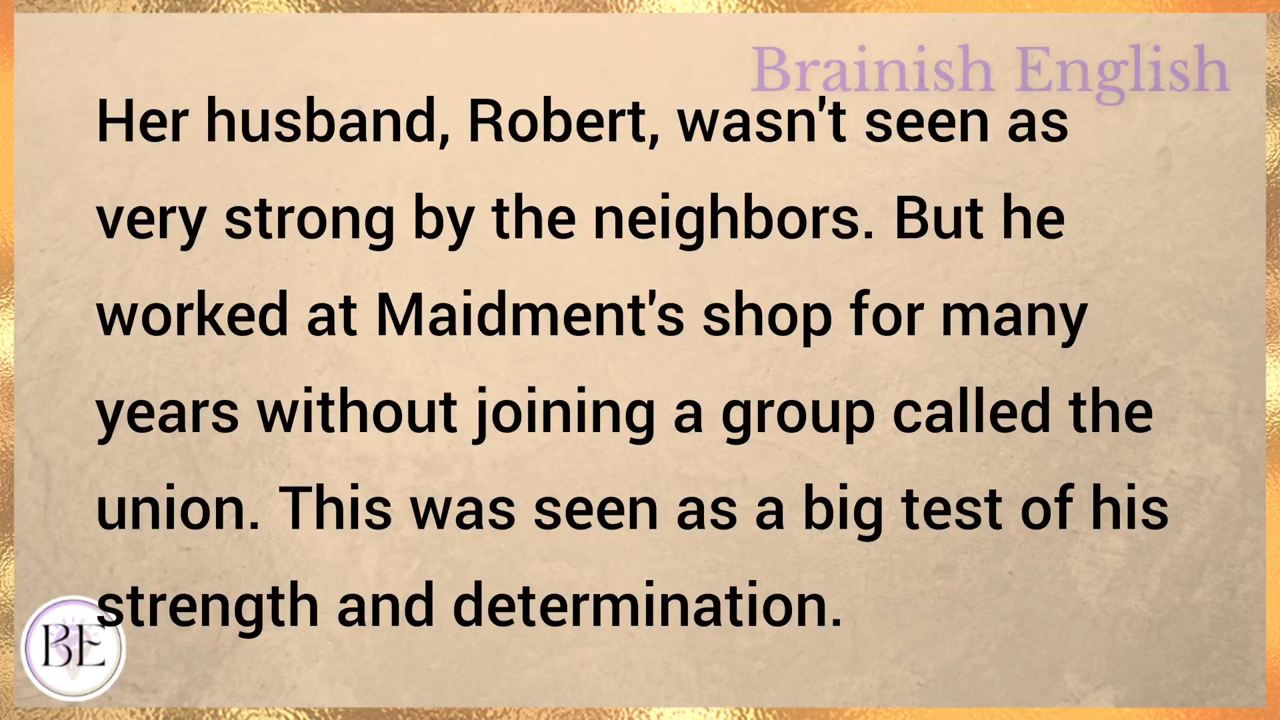 Brainish English
Her husband, Robert, wasn't seen as
very strong by the neighbors. But he
worked at Maidment's shop for many
years without joining a group called the
union. This was seen as a big test of his
strength and determination.
BE